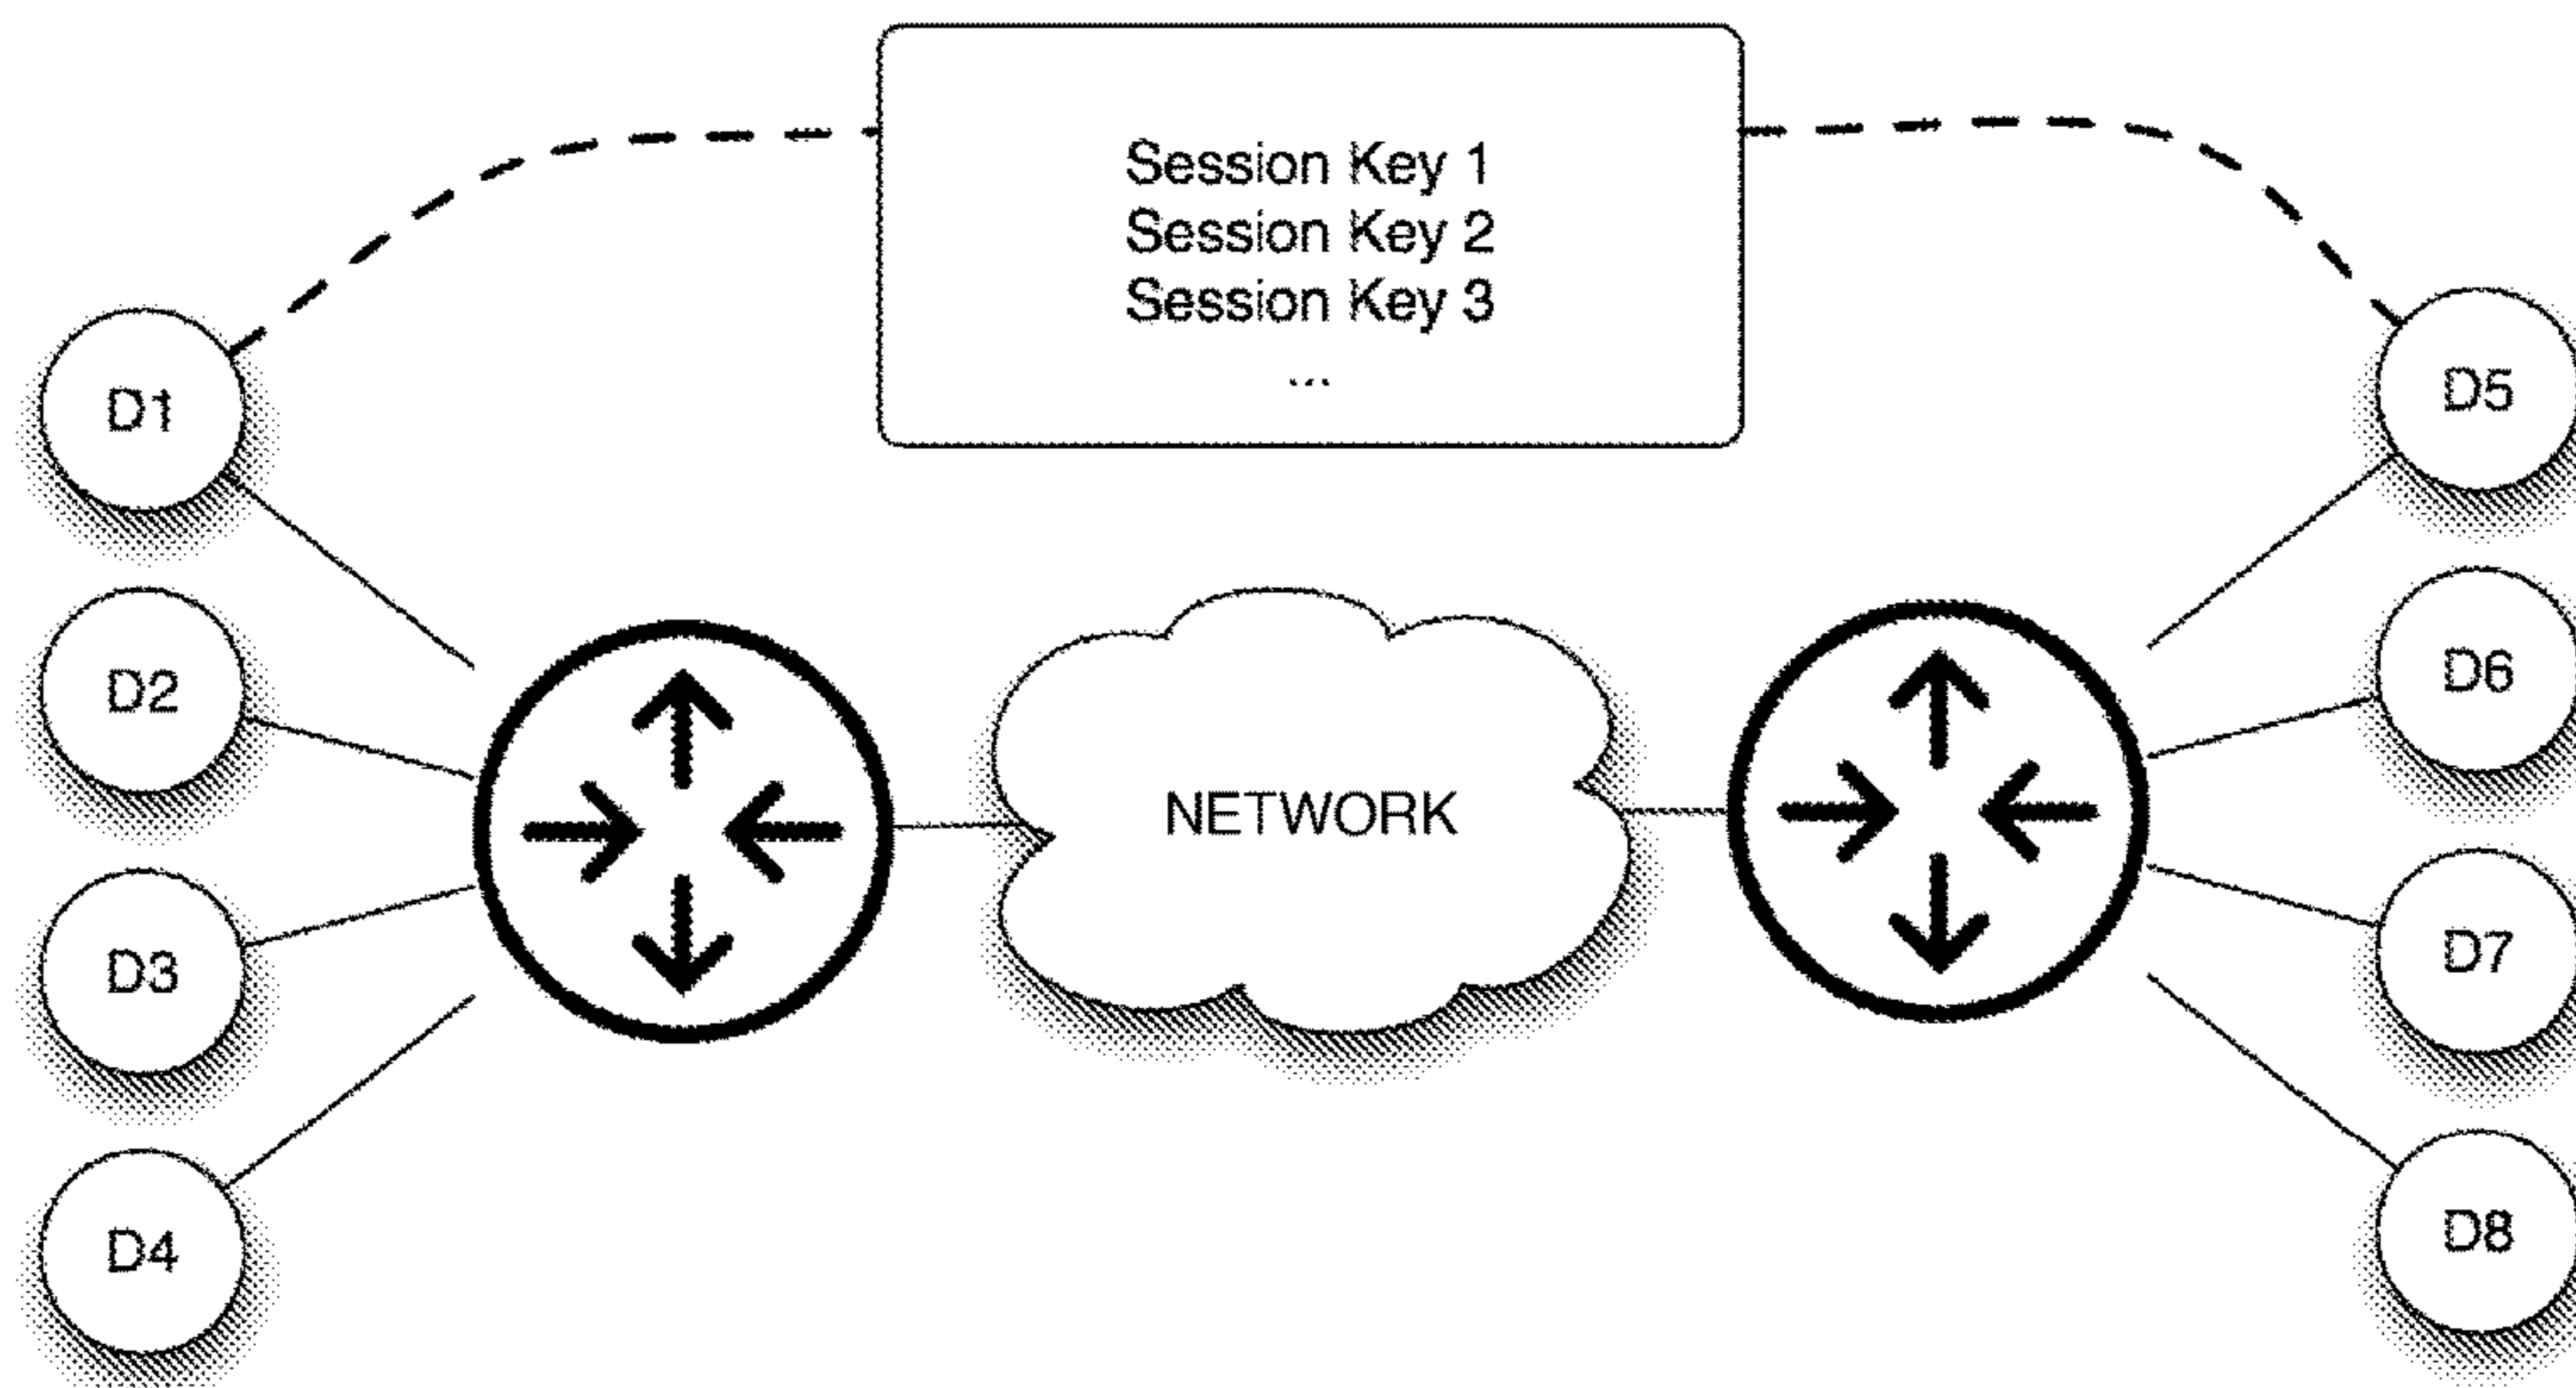 Session Key 1
Session Key 2
Session Key 3
...
D1
D5
D2
D6
NETWORK
D3
D7
D4
D8